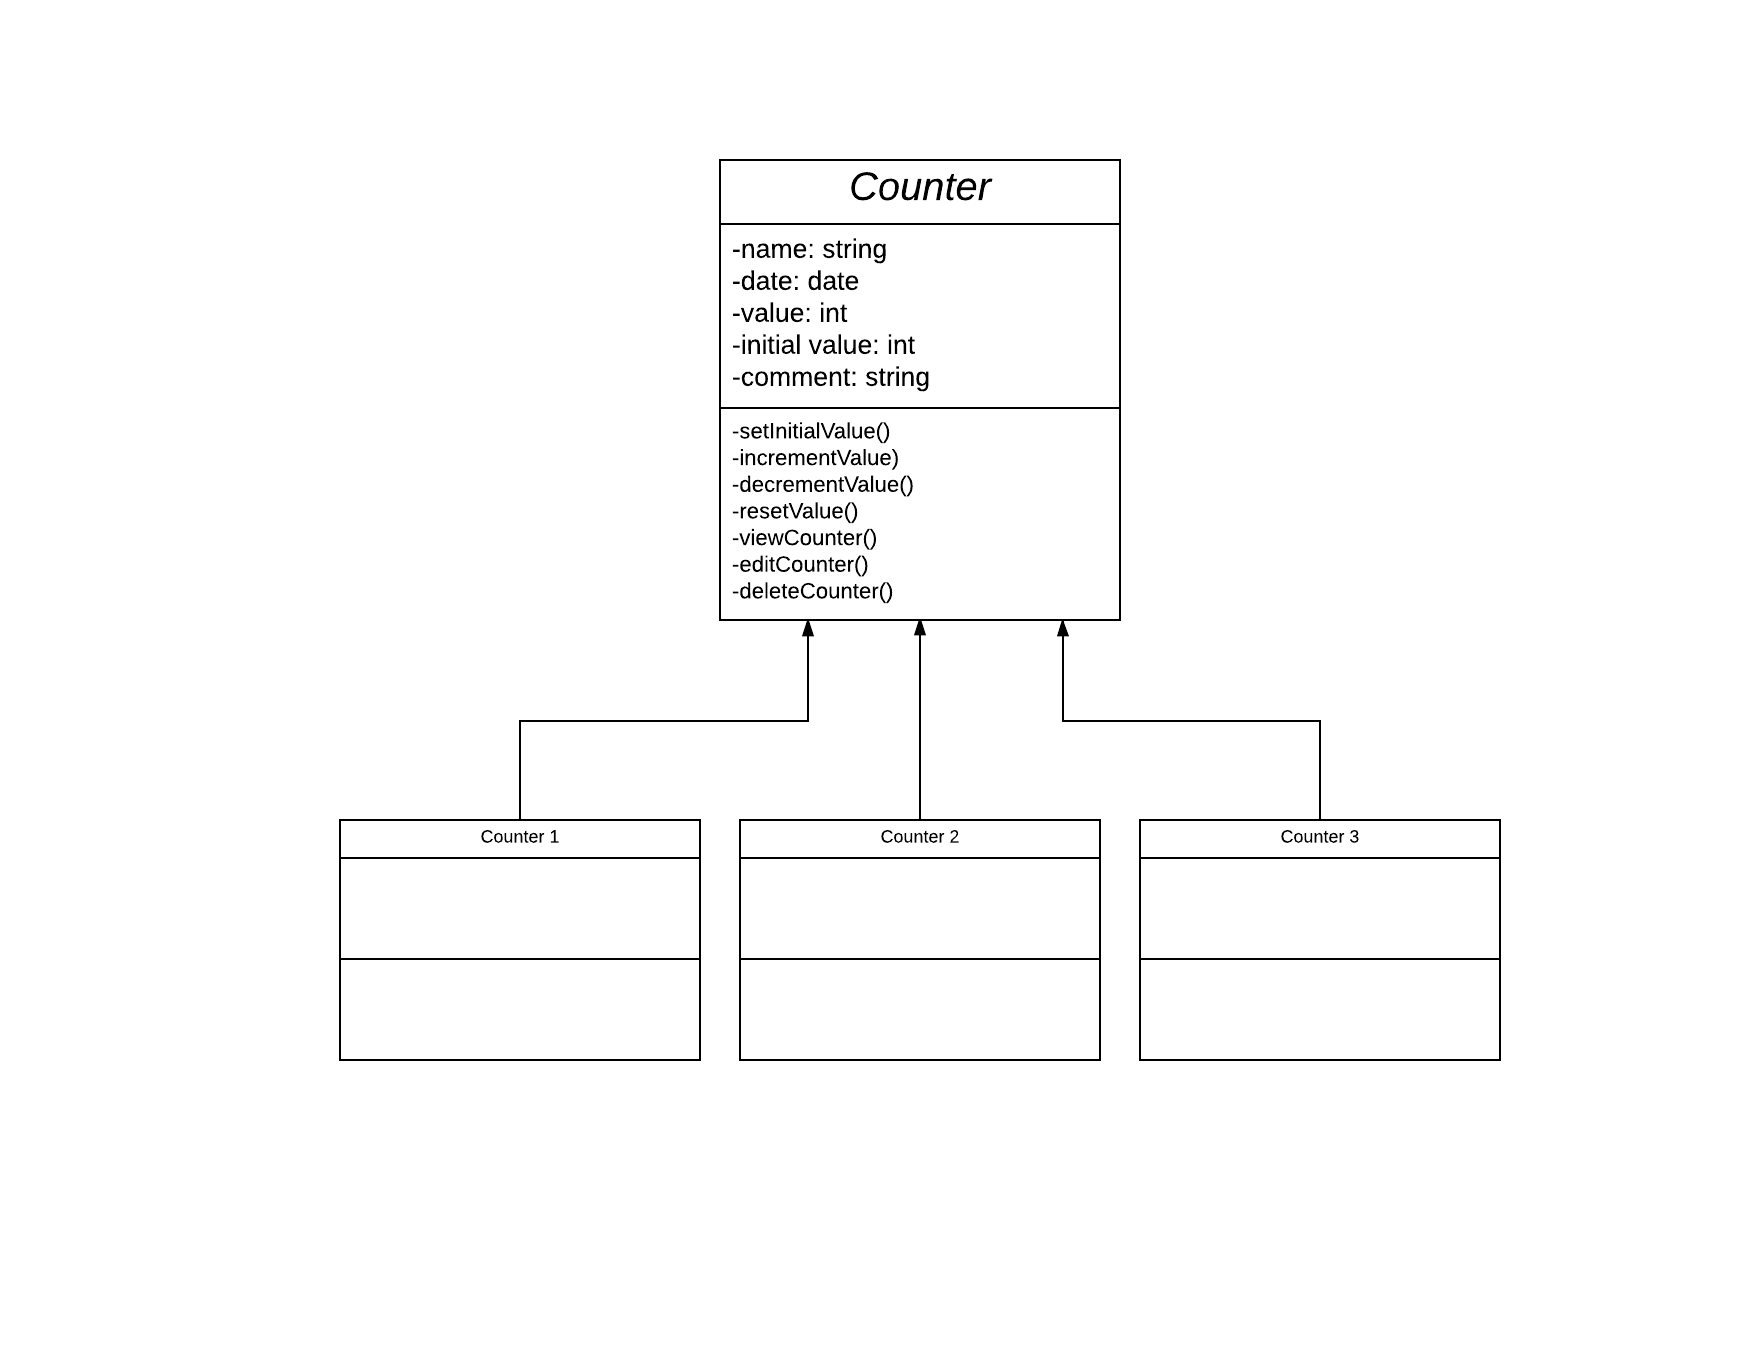 Counter
-name: string
-date: date
-value: int
-initial value: int
-comment: string
-setInitialValue()
-incrementValue)
-decrementValue()
-resetValue()
-viewCounter()
-editCounter()
-deleteCounter()
Counter 1
Counter 2
Counter 3